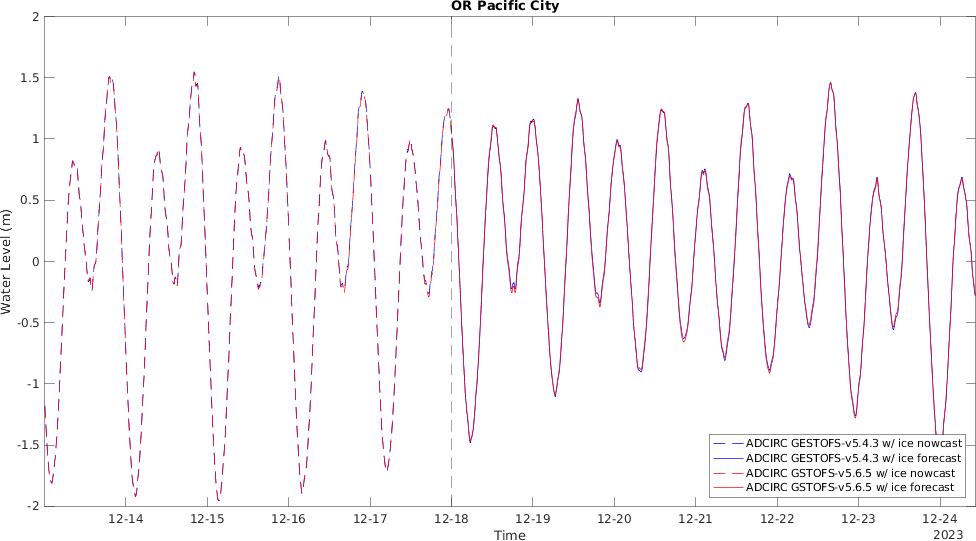 OR Pacific City
2
1.5
1
0.5
0
-0.5
-1
-1.5
-2
Water Level (m)
12-14 12-15 12-16 12-17 12-18 12-19 12-20 12-21 12-22 12-23 12-24
Time
2023
ADCIRC GESTOFS-v5.4.3 w/ ice nowcast
ADCIRC GESTOFS-v5.4.3 w/ ice forecast
ADCIRC GSTOFS-v5.6.5 w/ ice nowcast
ADCIRC GSTOFS-v5.6.5 w/ ice forecast